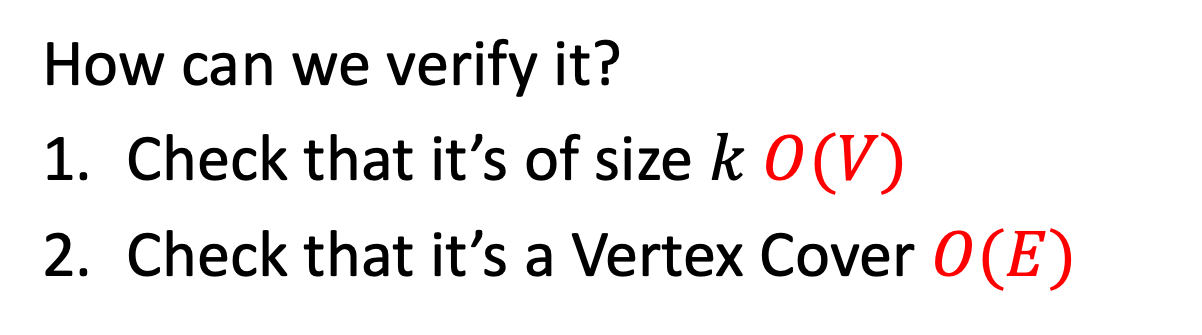 How can we verify it?
1. Check that it’s of size k O(V)
2. Check that it’s a Vertex Cover O(E)